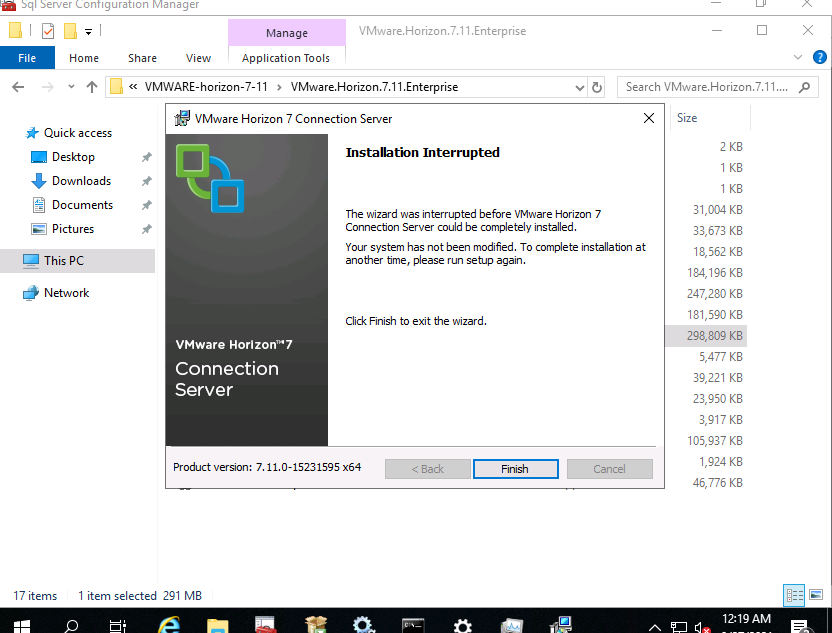 Sql Server Configuration Manager
Manage
VMware.Horizon.7.11.Enterprise
File
Home
Share
View
Application Tools
« VMWARE-horizon-7-11 › VMware.Horizon.7.11.Enterprise
Search VMware.Horizon.7.11....
Quick access
Desktop
Downloads
Documents
Pictures
This PC
Network
VMware Horizon 7 Connection Server
Installation Interrupted
The wizard was interrupted before VMware Horizon 7
Connection Server could be completely installed.
Your system has not been modified. To complete installation at
another time, please run setup again.
Click Finish to exit the wizard.
VMware Horizon™7
Connection
Server
Product version: 7.11.0-15231595 x64
< Back
Finish
Cancel
Size
2 KB
1 KB
1 KB
31,004 KB
33,673 KB
18,562 KB
184,196 KB
247,280 KB
181,590 KB
298,809 KB
5,477 KB
39,221 KB
23,950 KB
3,917 KB
105,937 KB
1,924 KB
46,776 KB
17 items
1 item selected 291 MB
12:19 AM